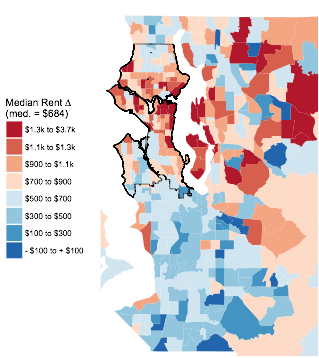 Median Rent Δ
(med. = $684)
$1.3k to $3.7k
$1.1k to $1.3k
$900 to $1.1k
$700 to $900
$500 to $700
$300 to $500
$100 to $300
- $100 to + $100